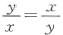 y/x = x/y